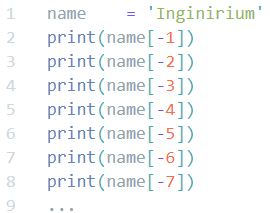 1 name    = 'Inginirium'
2 print(name[-1])
3 print(name[-2])
4 print(name[-3])
5 print(name[-4])
6 print(name[-5])
7 print(name[-6])
8 print(name[-7])
9 ...